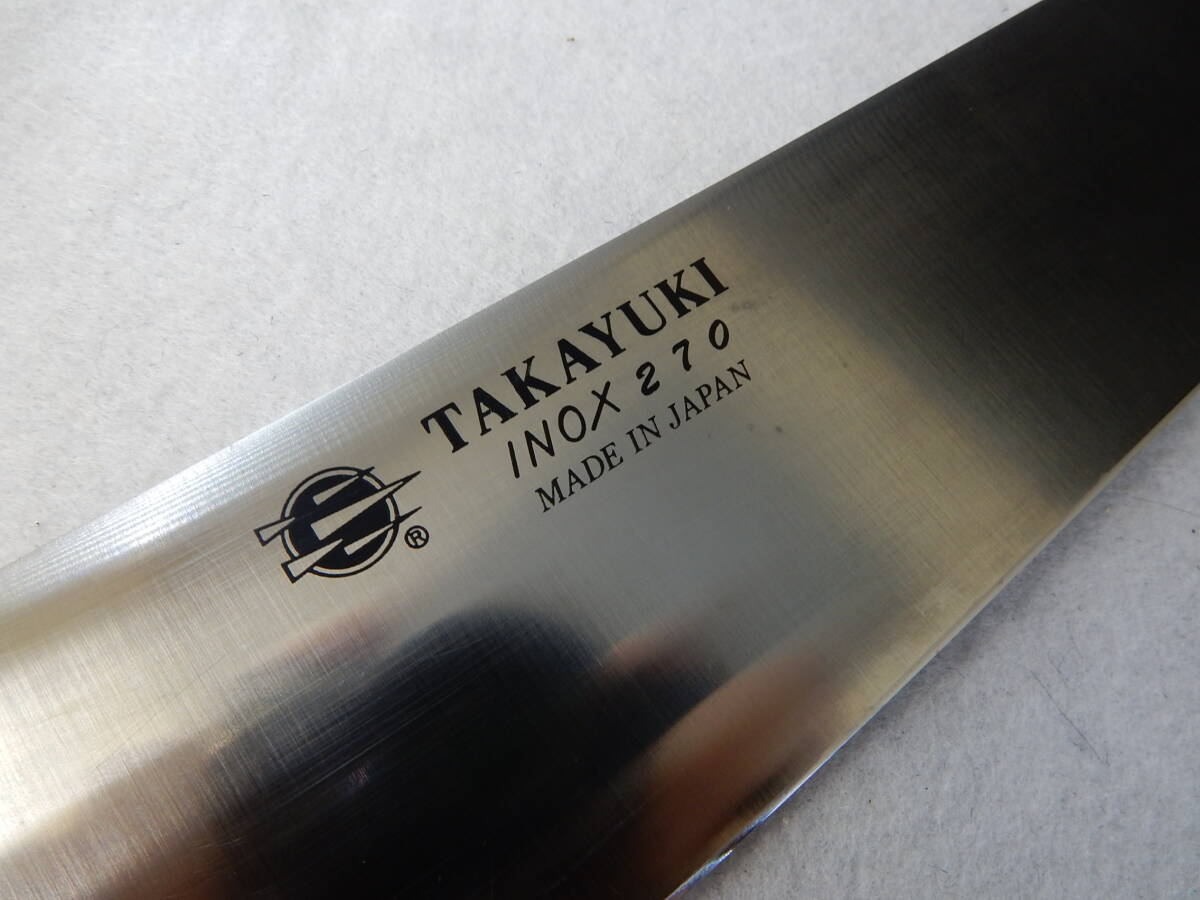 TAKAYUKI
INOX 270
MADE IN JAPAN
®